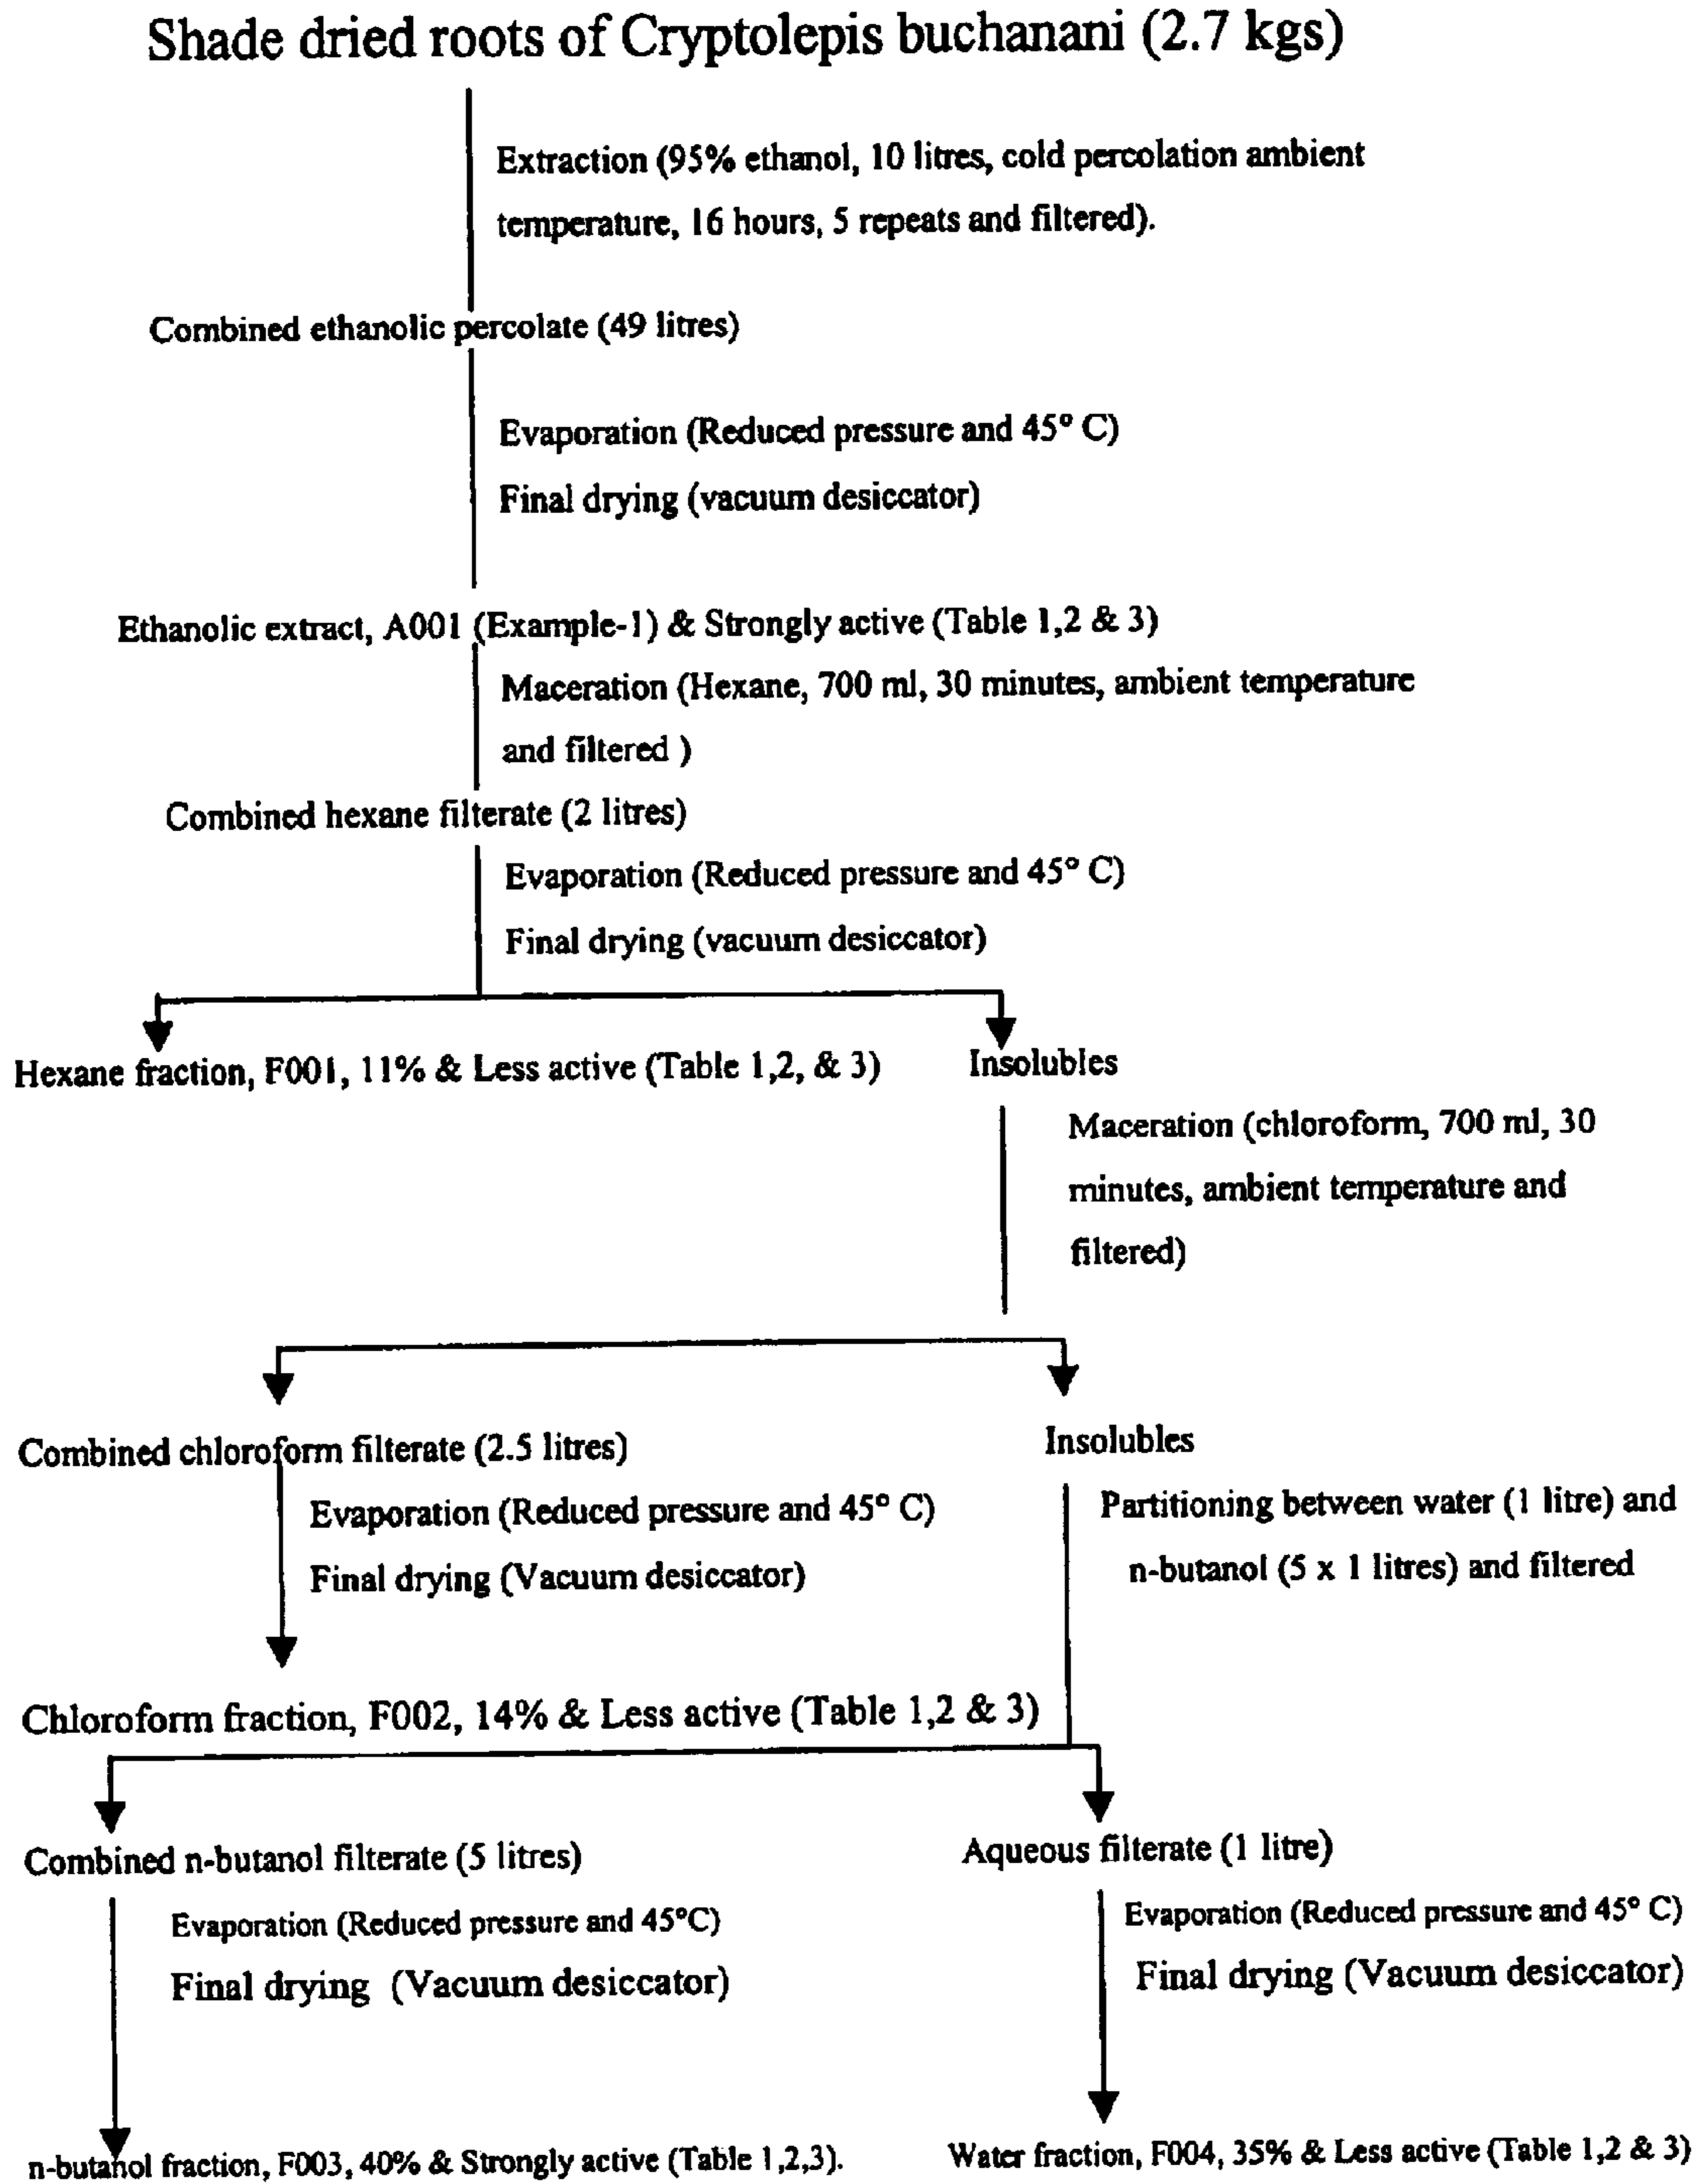 Shade dried roots of Cryptolepis buchanani (2.7 kgs)
Extraction (95% ethanol, 10 litres, cold percolation ambient
temperature, 16 hours, 5 repeats and filtered).
Combined ethanolic percolate (49 litres)
Evaporation (Reduced pressure and 45° C)
Final drying (vacuum desiccator)
Ethanolic extract, A001 (Example-1) & Strongly active (Table 1,2 & 3)
Maceration (Hexane, 700 ml, 30 minutes, ambient temperature
and filtered )
Combined hexane filterate (2 litres)
Evaporation (Reduced pressure and 45° C)
Final drying (vacuum desiccator)
Hexane fraction, F001, 11% & Less active (Table 1,2, & 3)
Insolubles
Maceration (chloroform, 700 ml, 30
minutes, ambient temperature and
filtered)
Combined chloroform filterate (2.5 litres)
Insolubles
Evaporation (Reduced pressure and 45° C)
Final drying (Vacuum desiccator)
Partitioning between water (1 litre) and
n-butanol (5 x 1 litres) and filtered
Chloroform fraction, F002, 14% & Less active (Table 1,2 & 3)
Combined n-butanol filterate (5 litres)
Aqueous filterate (1 litre)
Evaporation (Reduced pressure and 45°C)
Final drying (Vacuum desiccator)
Evaporation (Reduced pressure and 45° C)
Final drying (Vacuum desiccator)
n-butanol fraction, F003, 40% & Strongly active (Table 1,2,3).
Water fraction, F004, 35% & Less active (Table 1,2 & 3)